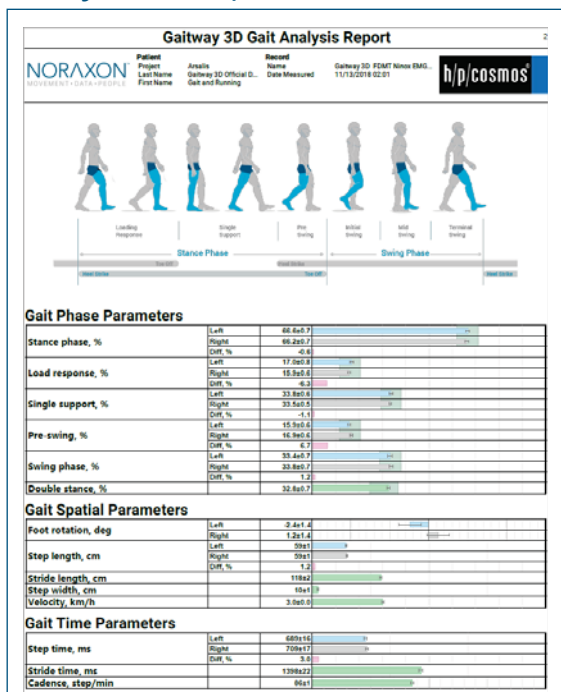 Gaitway 3D Gait Analysis Report
2
NORAXON
MOVEMENT•DATA•PEOPLE
Patient
Project Arsalis
Last Name Gaitway 3D Official D...
First Name Gait and Running
Record
Name Gaitway 3D FDMT Ninox EMG...
Date Measured 11/13/2018 02:01
h/p/cosmos
Loading Response
Single Support
Pre Swing
Initial Swing
Mid Swing
Terminal Swing
Stance Phase
Swing Phase
Toe Off
Heel Strike
Heel Strike
Toe Off
Heel Strike
Gait Phase Parameters
Stance phase, % Left 66.6±0.7
Right 66.2±0.7
Diff, % -0.6
Load response, % Left 17.0±0.8
Right 15.9±0.6
Diff, % -6.3
Single support, % Left 33.8±0.6
Right 33.5±0.5
Diff, % -1.1
Pre-swing, % Left 15.9±0.6
Right 16.9±0.6
Diff, % 6.7
Swing phase, % Left 33.4±0.7
Right 33.8±0.7
Diff, % 1.2
Double stance, % 32.8±0.7
Gait Spatial Parameters
Foot rotation, deg Left -2.4±1.4
Right 1.2±1.4
Step length, cm Left 59±1
Right 59±1
Diff, % 1.2
Stride length, cm 118±2
Step width, cm 10±1
Velocity, km/h 3.0±0.0
Gait Time Parameters
Step time, ms Left 689±16
Right 709±17
Diff, % 3.0
Stride time, ms 1398±22
Cadence, step/min 86±1